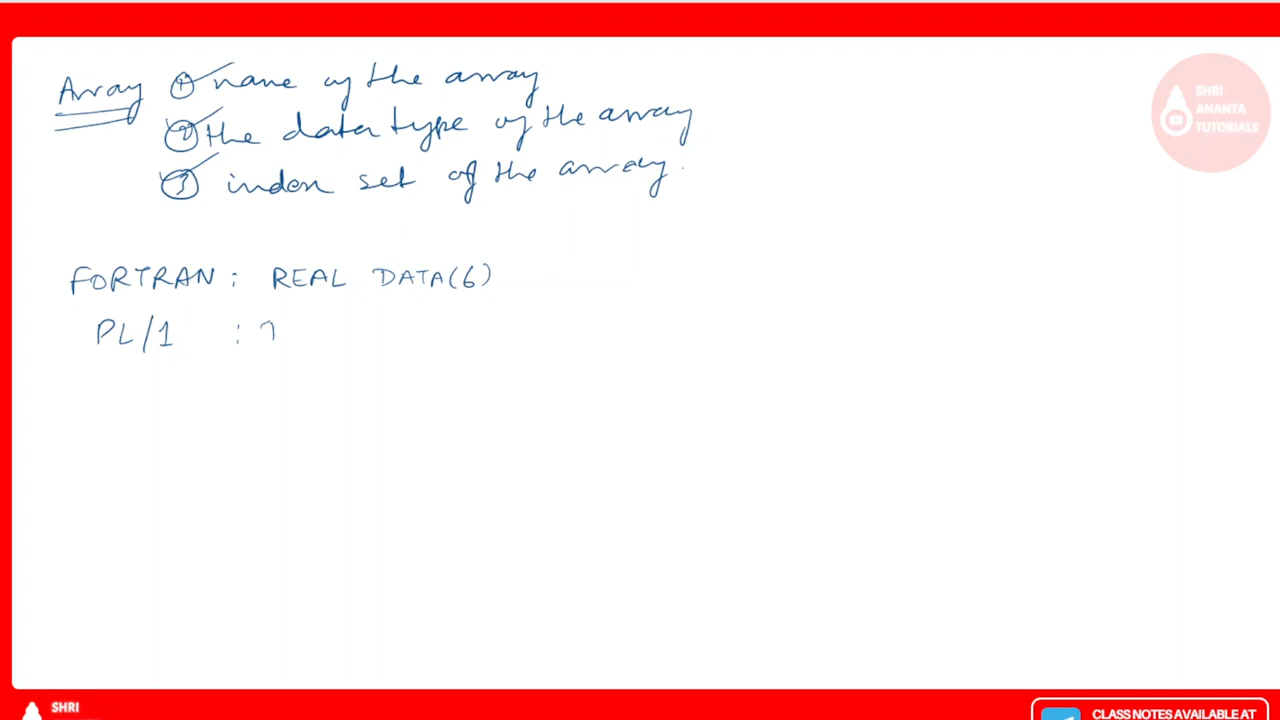 Array ① name of the array
② the data type of the array
③ index set of the array.
FORTRAN : REAL DATA(6)
PL/1 :
SHRI
ANANTA
TUTORIALS
SHRI
CLASS NOTES AVAILABLE AT